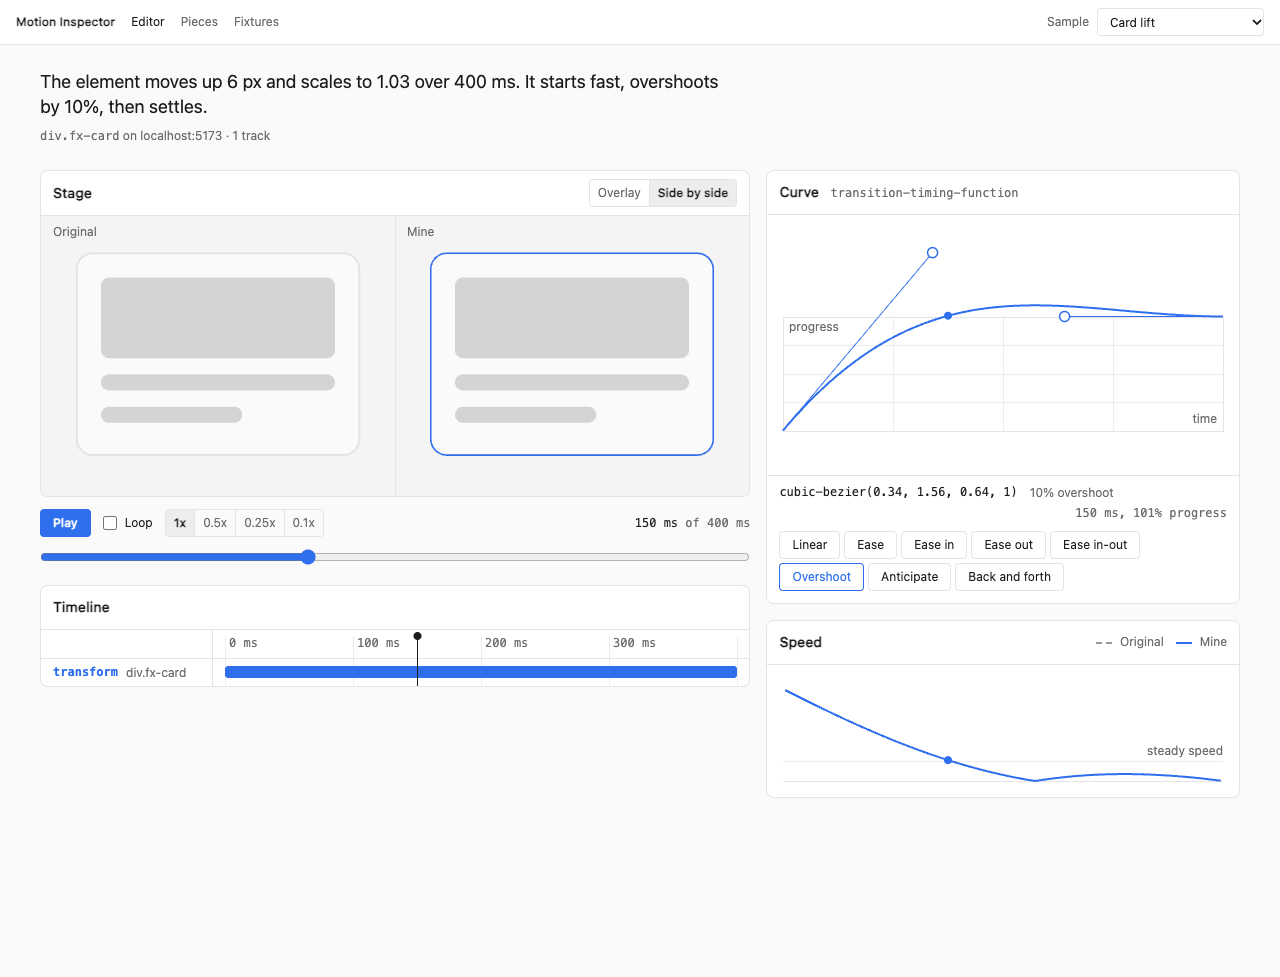 Motion Inspector Editor Pieces Fixtures Sample Card lift
The element moves up 6 px and scales to 1.03 over 400 ms. It starts fast, overshoots
by 10%, then settles.
div.fx-card on localhost:5173 · 1 track
Stage Overlay Side by side
Original Mine
Play Loop 1x 0.5x 0.25x 0.1x 150 ms of 400 ms
Timeline
0 ms 100 ms 200 ms 300 ms
transform div.fx-card
Curve transition-timing-function
progress
time
cubic-bezier(0.34, 1.56, 0.64, 1) 10% overshoot
150 ms, 101% progress
Linear Ease Ease in Ease out Ease in-out
Overshoot Anticipate Back and forth
Speed Original Mine
steady speed